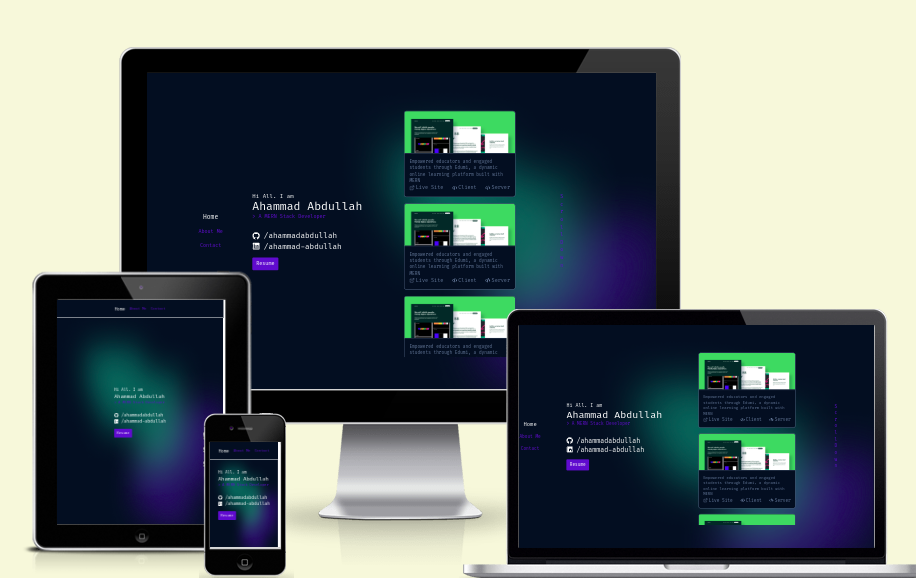 Home
About Me
Contact
Hi All, I am
Ahammad Abdullah
> A MERN Stack Developer
/ahammadabdullah
/ahammad-abdullah
Resume
Empowered educators and engaged
students through Edumi, a dynamic
online learning platform built with
MERN
Live Site Client Server
Empowered educators and engaged
students through Edumi, a dynamic
online learning platform built with
MERN
Live Site Client Server
Empowered educators and engaged
students through Edumi, a dynamic
Home About Me Contact
Hi All, I am
Ahammad Abdullah
/ahammadabdullah
/ahammad-abdullah
Resume
Home About Me Contact
Hi All, I am
Ahammad Abdullah
/ahammadabdullah
/ahammad-abdullah
Resume
Home
About Me
Contact
Hi All, I am
Ahammad Abdullah
> A MERN Stack Developer
/ahammadabdullah
/ahammad-abdullah
Resume
Empowered educators and engaged
students through Edumi, a dynamic
online learning platform built with
MERN
Live Site Client Server
Empowered educators and engaged
students through Edumi, a dynamic
online learning platform built with
MERN
Live Site Client Server